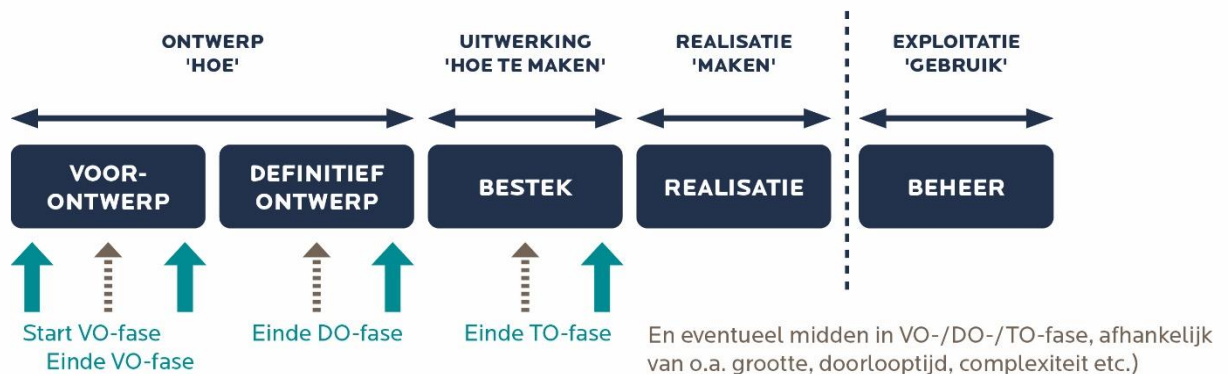 ONTWERP
'HOE'
UITWERKING
'HOE TE MAKEN'
REALISATIE
'MAKEN'
EXPLOITATIE
'GEBRUIK'
VOOR-
ONTWERP
DEFINITIEF
ONTWERP
BESTEK
REALISATIE
BEHEER
Start VO-fase
Einde VO-fase
Einde DO-fase
Einde TO-fase
En eventueel midden in VO-/DO-/TO-fase, afhankelijk
van o.a. grootte, doorlooptijd, complexiteit etc.)